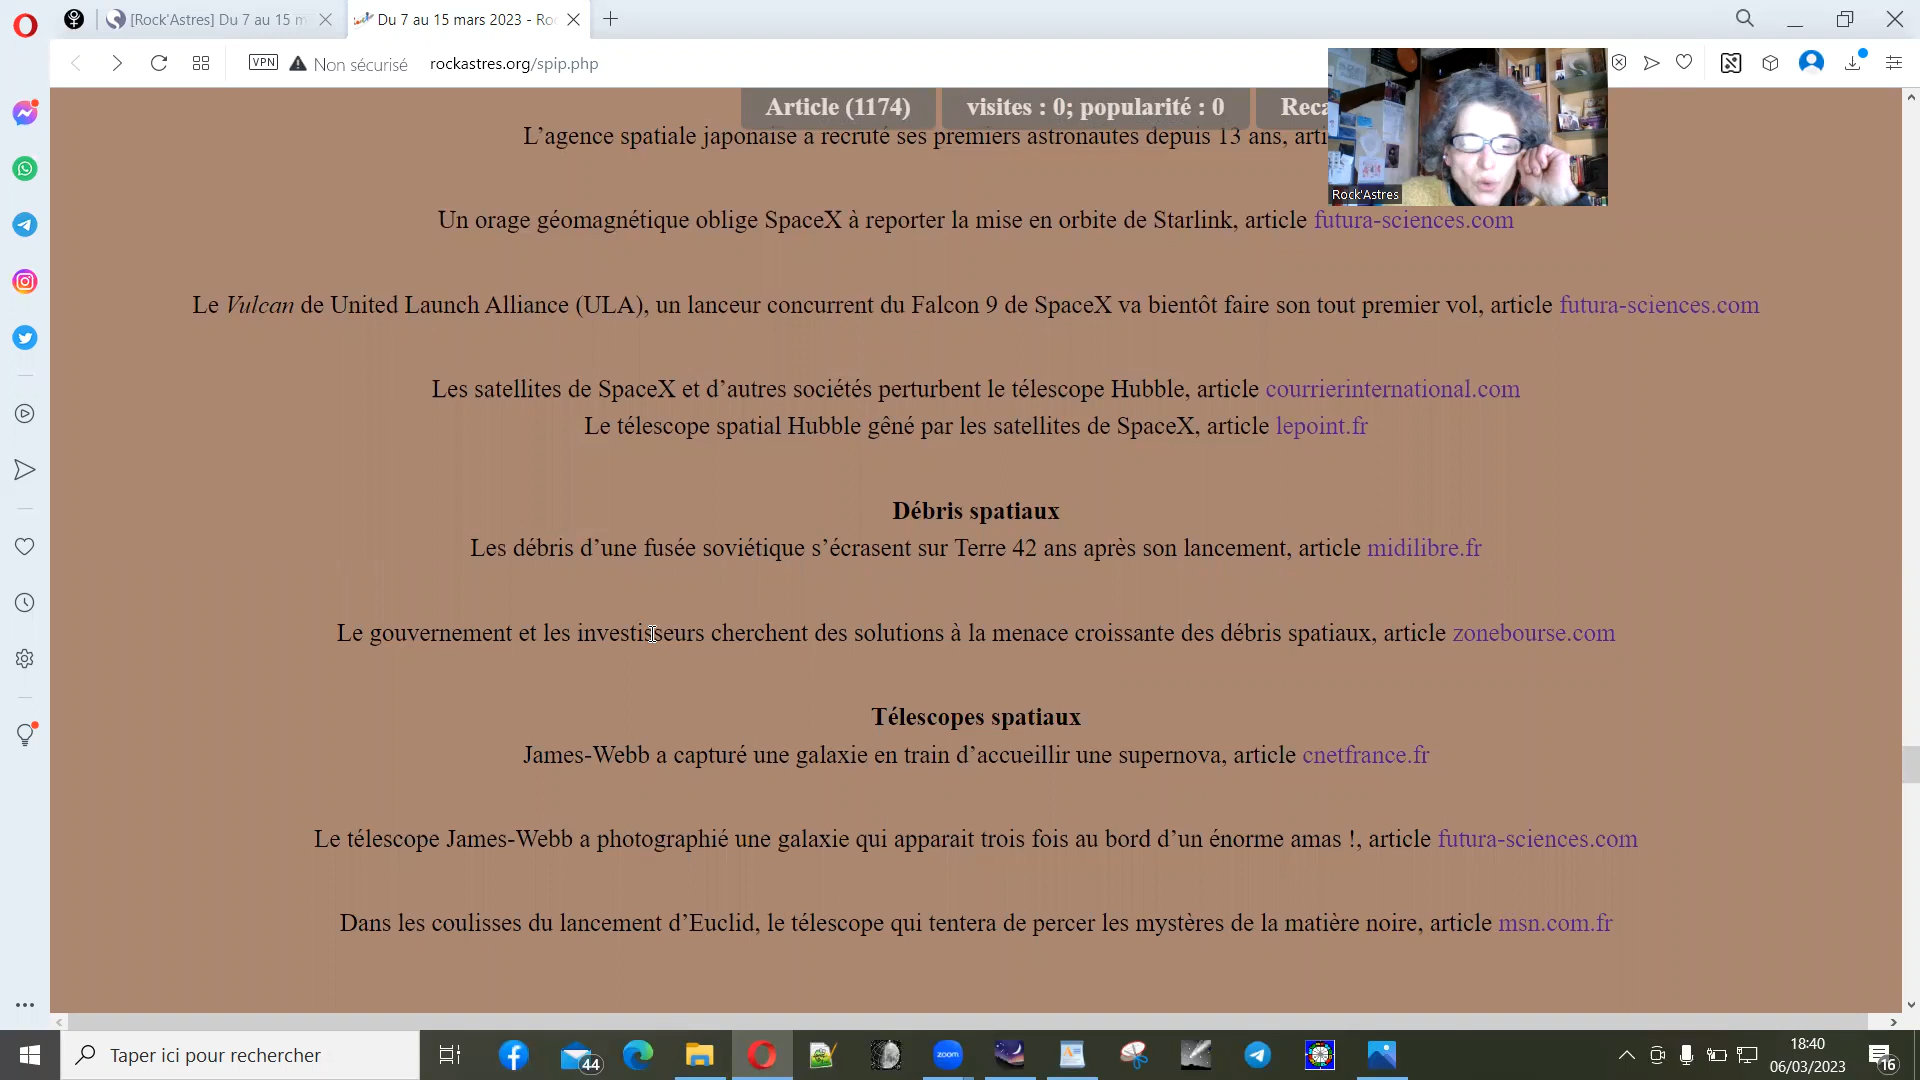 [Rock'Astres] Du 7 au 15 m
Du 7 au 15 mars 2023 - Ro
VPN
Non sécurisé
rockastres.org/spip.php
Article (1174)
visites : 0; popularité : 0
Reca
L'agence spatiale japonaise a recruté ses premiers astronautes depuis 13 ans, arti
Rock'Astres
Un orage géomagnétique oblige SpaceX à reporter la mise en orbite de Starlink, article futura-sciences.com
Le Vulcan de United Launch Alliance (ULA), un lanceur concurrent du Falcon 9 de SpaceX va bientôt faire son tout premier vol, article futura-sciences.com
Les satellites de SpaceX et d'autres sociétés perturbent le télescope Hubble, article courrierinternational.com
Le télescope spatial Hubble gêné par les satellites de SpaceX, article lepoint.fr
Débris spatiaux
Les débris d'une fusée soviétique s'écrasent sur Terre 42 ans après son lancement, article midilibre.fr
Le gouvernement et les investisseurs cherchent des solutions à la menace croissante des débris spatiaux, article zonebourse.com
Télescopes spatiaux
James-Webb a capturé une galaxie en train d'accueillir une supernova, article cnetfrance.fr
Le télescope James-Webb a photographié une galaxie qui apparait trois fois au bord d'un énorme amas !, article futura-sciences.com
Dans les coulisses du lancement d'Euclid, le télescope qui tentera de percer les mystères de la matière noire, article msn.com.fr
Taper ici pour rechercher
44
zoom
18:40
06/03/2023
16